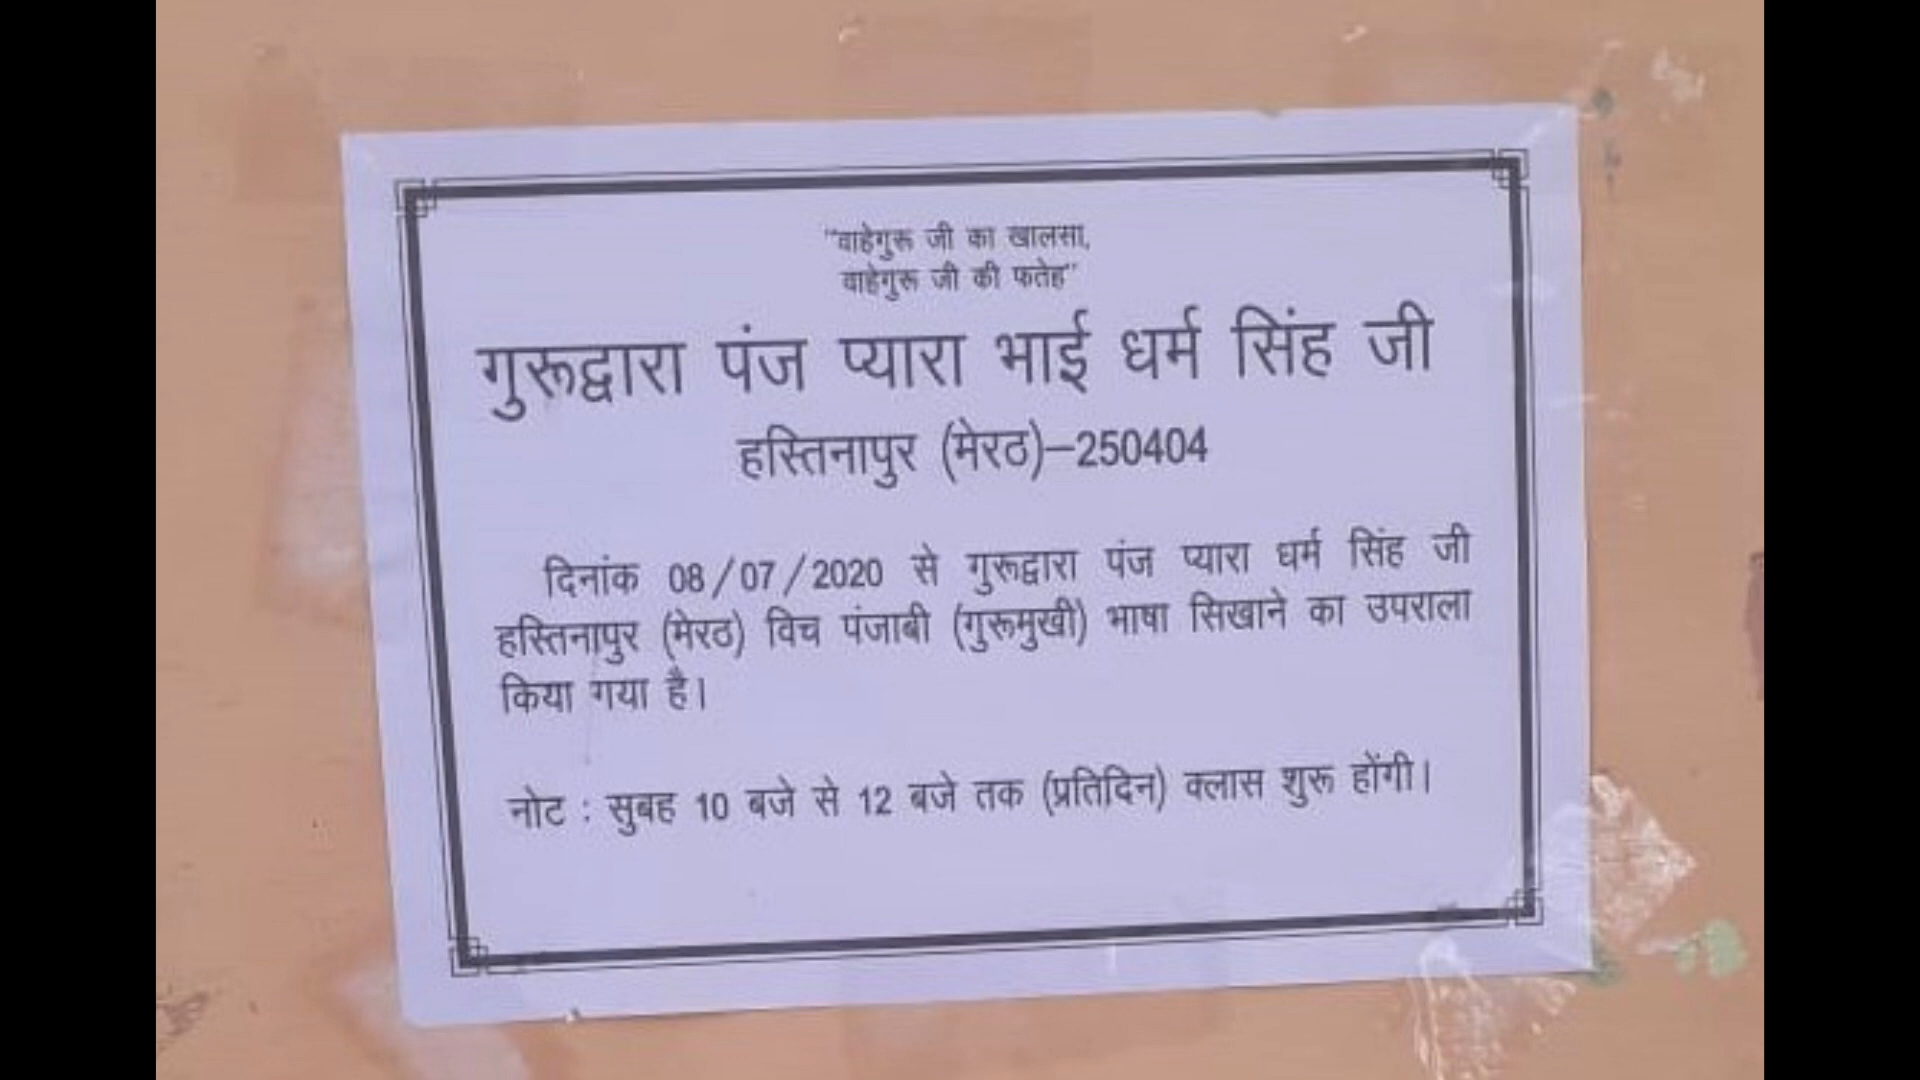 "वाहेगुरू जी का खालसा,
वाहेगुरू जी की फतेह"
गुरूद्वारा पंज प्यारा भाई धर्म सिंह जी
हस्तिनापुर (मेरठ)–250404
दिनांक 08/07/2020 से गुरूद्वारा पंज प्यारा धर्म सिंह जी
हस्तिनापुर (मेरठ) विच पंजाबी (गुरूमुखी) भाषा सिखाने का उपराला
किया गया है।
नोट : सुबह 10 बजे से 12 बजे तक (प्रतिदिन) क्लास शुरू होंगी।